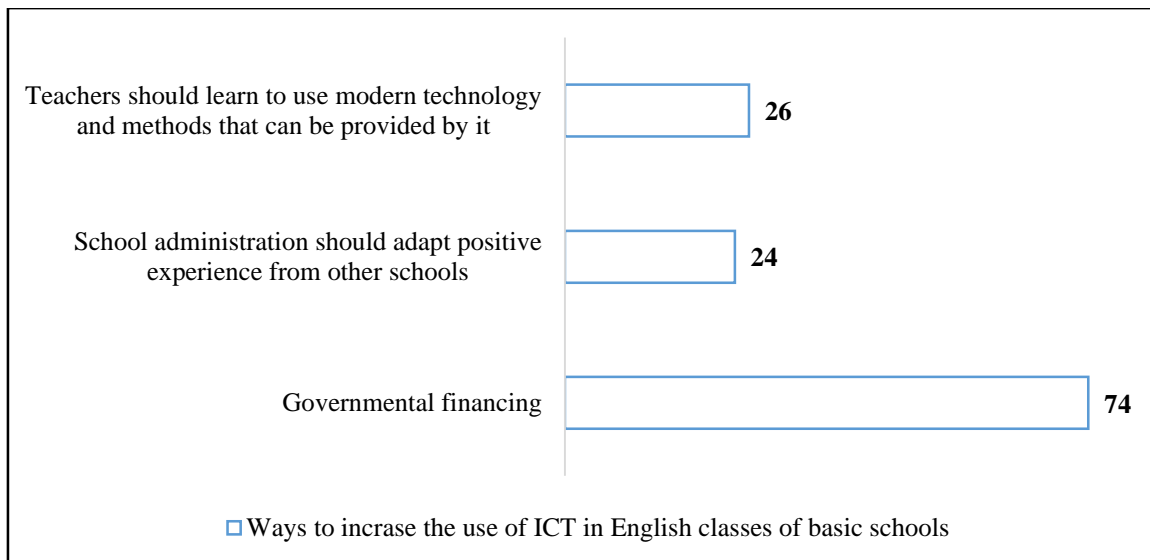 Teachers should learn to use modern technology
and methods that can be provided by it
26
School administration should adapt positive
experience from other schools
24
Governmental financing
74
Ways to incrase the use of ICT in English classes of basic schools